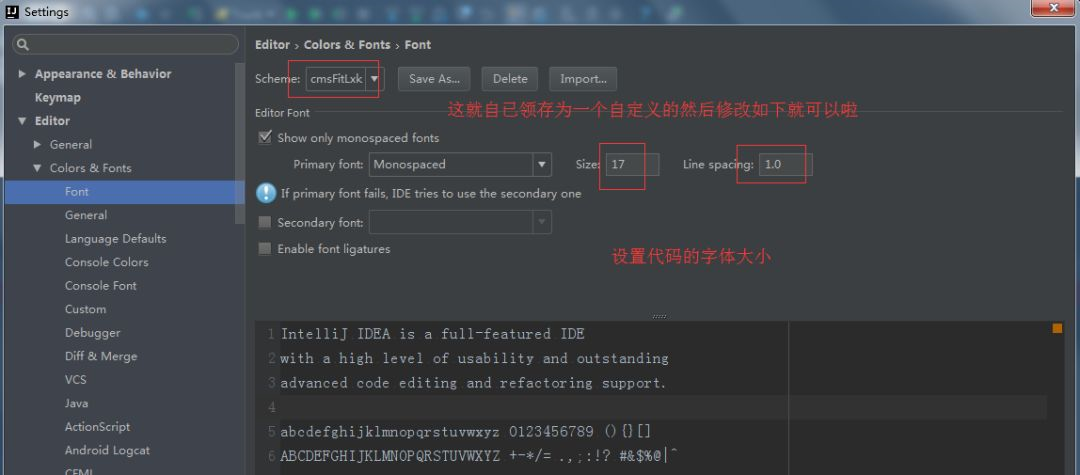 Settings
Editor › Colors & Fonts › Font
Scheme: cmsFitLxk Save As... Delete Import...
这就自已领存为一个自定义的然后修改如下就可以啦
Editor Font
Show only monospaced fonts
Primary font: Monospaced Size: 17 Line spacing: 1.0
If primary font fails, IDE tries to use the secondary one
Secondary font:
Enable font ligatures
设置代码的字体大小
Appearance & Behavior
Keymap
Editor
General
Colors & Fonts
Font
General
Language Defaults
Console Colors
Console Font
Custom
Debugger
Diff & Merge
VCS
Java
ActionScript
Android Logcat
CFML
1 IntelliJ IDEA is a full-featured IDE
2 with a high level of usability and outstanding
3 advanced code editing and refactoring support.
4
5 abcdefghijklmnopqrstuvwxyz 0123456789 (){}[]
6 ABCDEFGHIJKLMNOPQRSTUVWXYZ +-*/= .,;:!? #&$%@|^